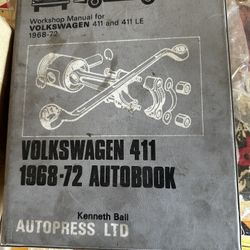 Workshop Manual for
VOLKSWAGEN 411 and 411 LE
1968-72
VOLKSWAGEN 411
1968-72 AUTOBOOK
Kenneth Ball
AUTOPRESS LTD